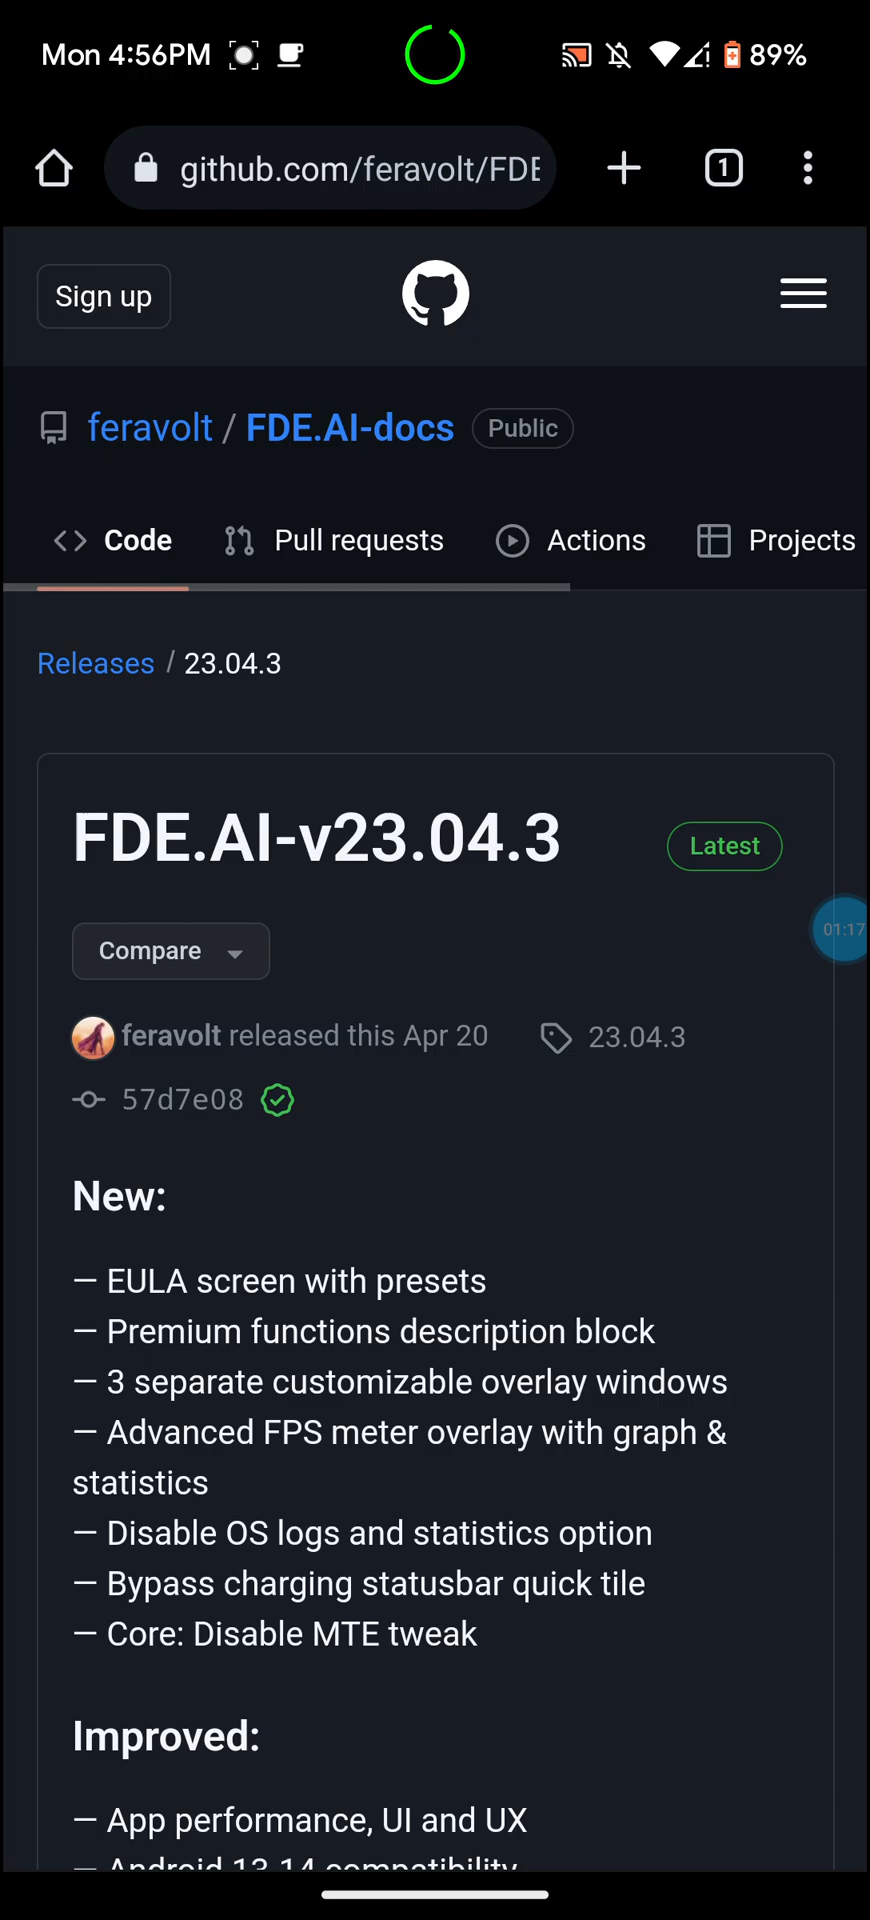 Mon 4:56PM 89%
github.com/feravolt/FDE
1
Sign up
feravolt / FDE.AI-docs Public
Code Pull requests Actions Projects
Releases / 23.04.3
FDE.AI-v23.04.3 Latest
Compare
01:17
feravolt released this Apr 20 23.04.3
57d7e08
New:
— EULA screen with presets
— Premium functions description block
— 3 separate customizable overlay windows
— Advanced FPS meter overlay with graph &
statistics
— Disable OS logs and statistics option
— Bypass charging statusbar quick tile
— Core: Disable MTE tweak
Improved:
— App performance, UI and UX
— Android 13-14 compatibility